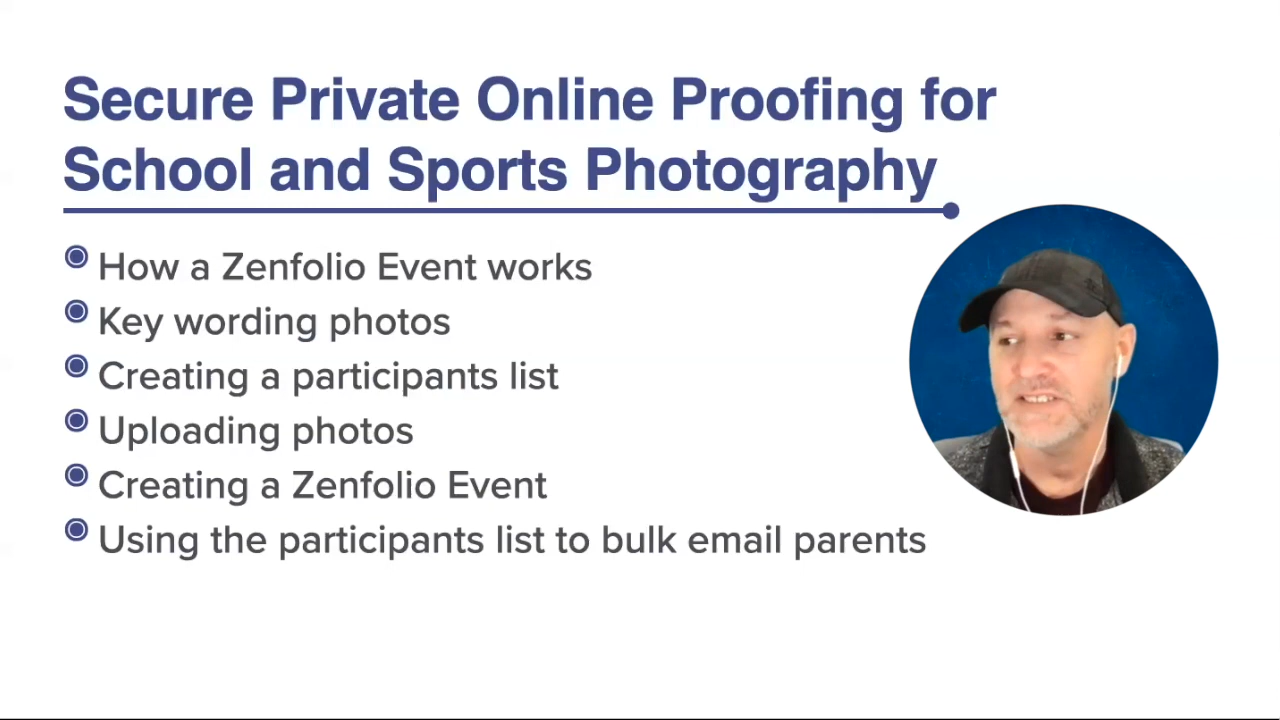 Secure Private Online Proofing for
School and Sports Photography
How a Zenfolio Event works
Key wording photos
Creating a participants list
Uploading photos
Creating a Zenfolio Event
Using the participants list to bulk email parents